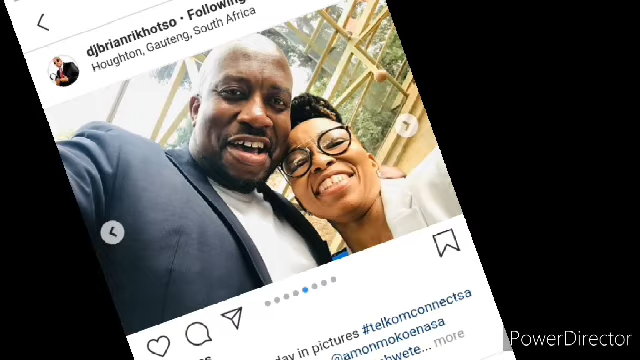 djbrianrikhotso • Following
Houghton, Gauteng, South Africa
day in pictures #telkomconnectsa
@amonmokoenasa
more
PowerDirector